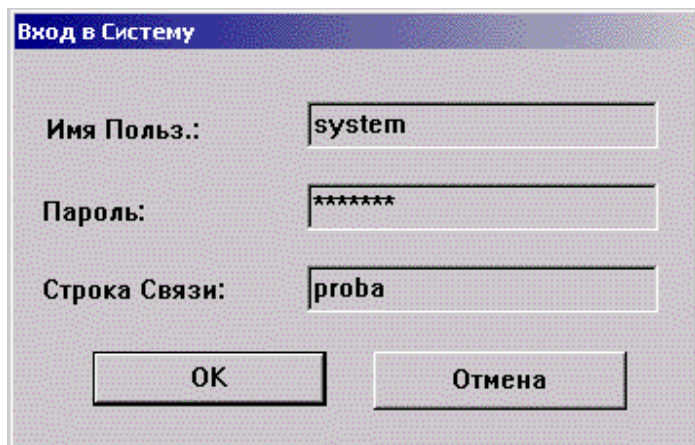 Вход в Систему
Имя Польз.: system
Пароль: *******
Строка Связи: proba
OK Отмена